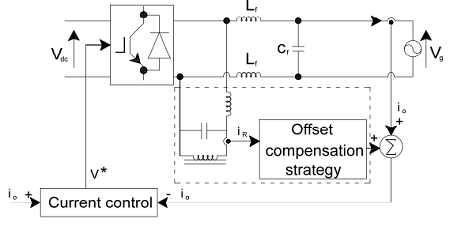 L_f
V_dc
C_f
L_f
V_g
i_o
+
i_R
Offset
compensation
strategy
+
Σ
V*
i_o +
Current control
- i_o